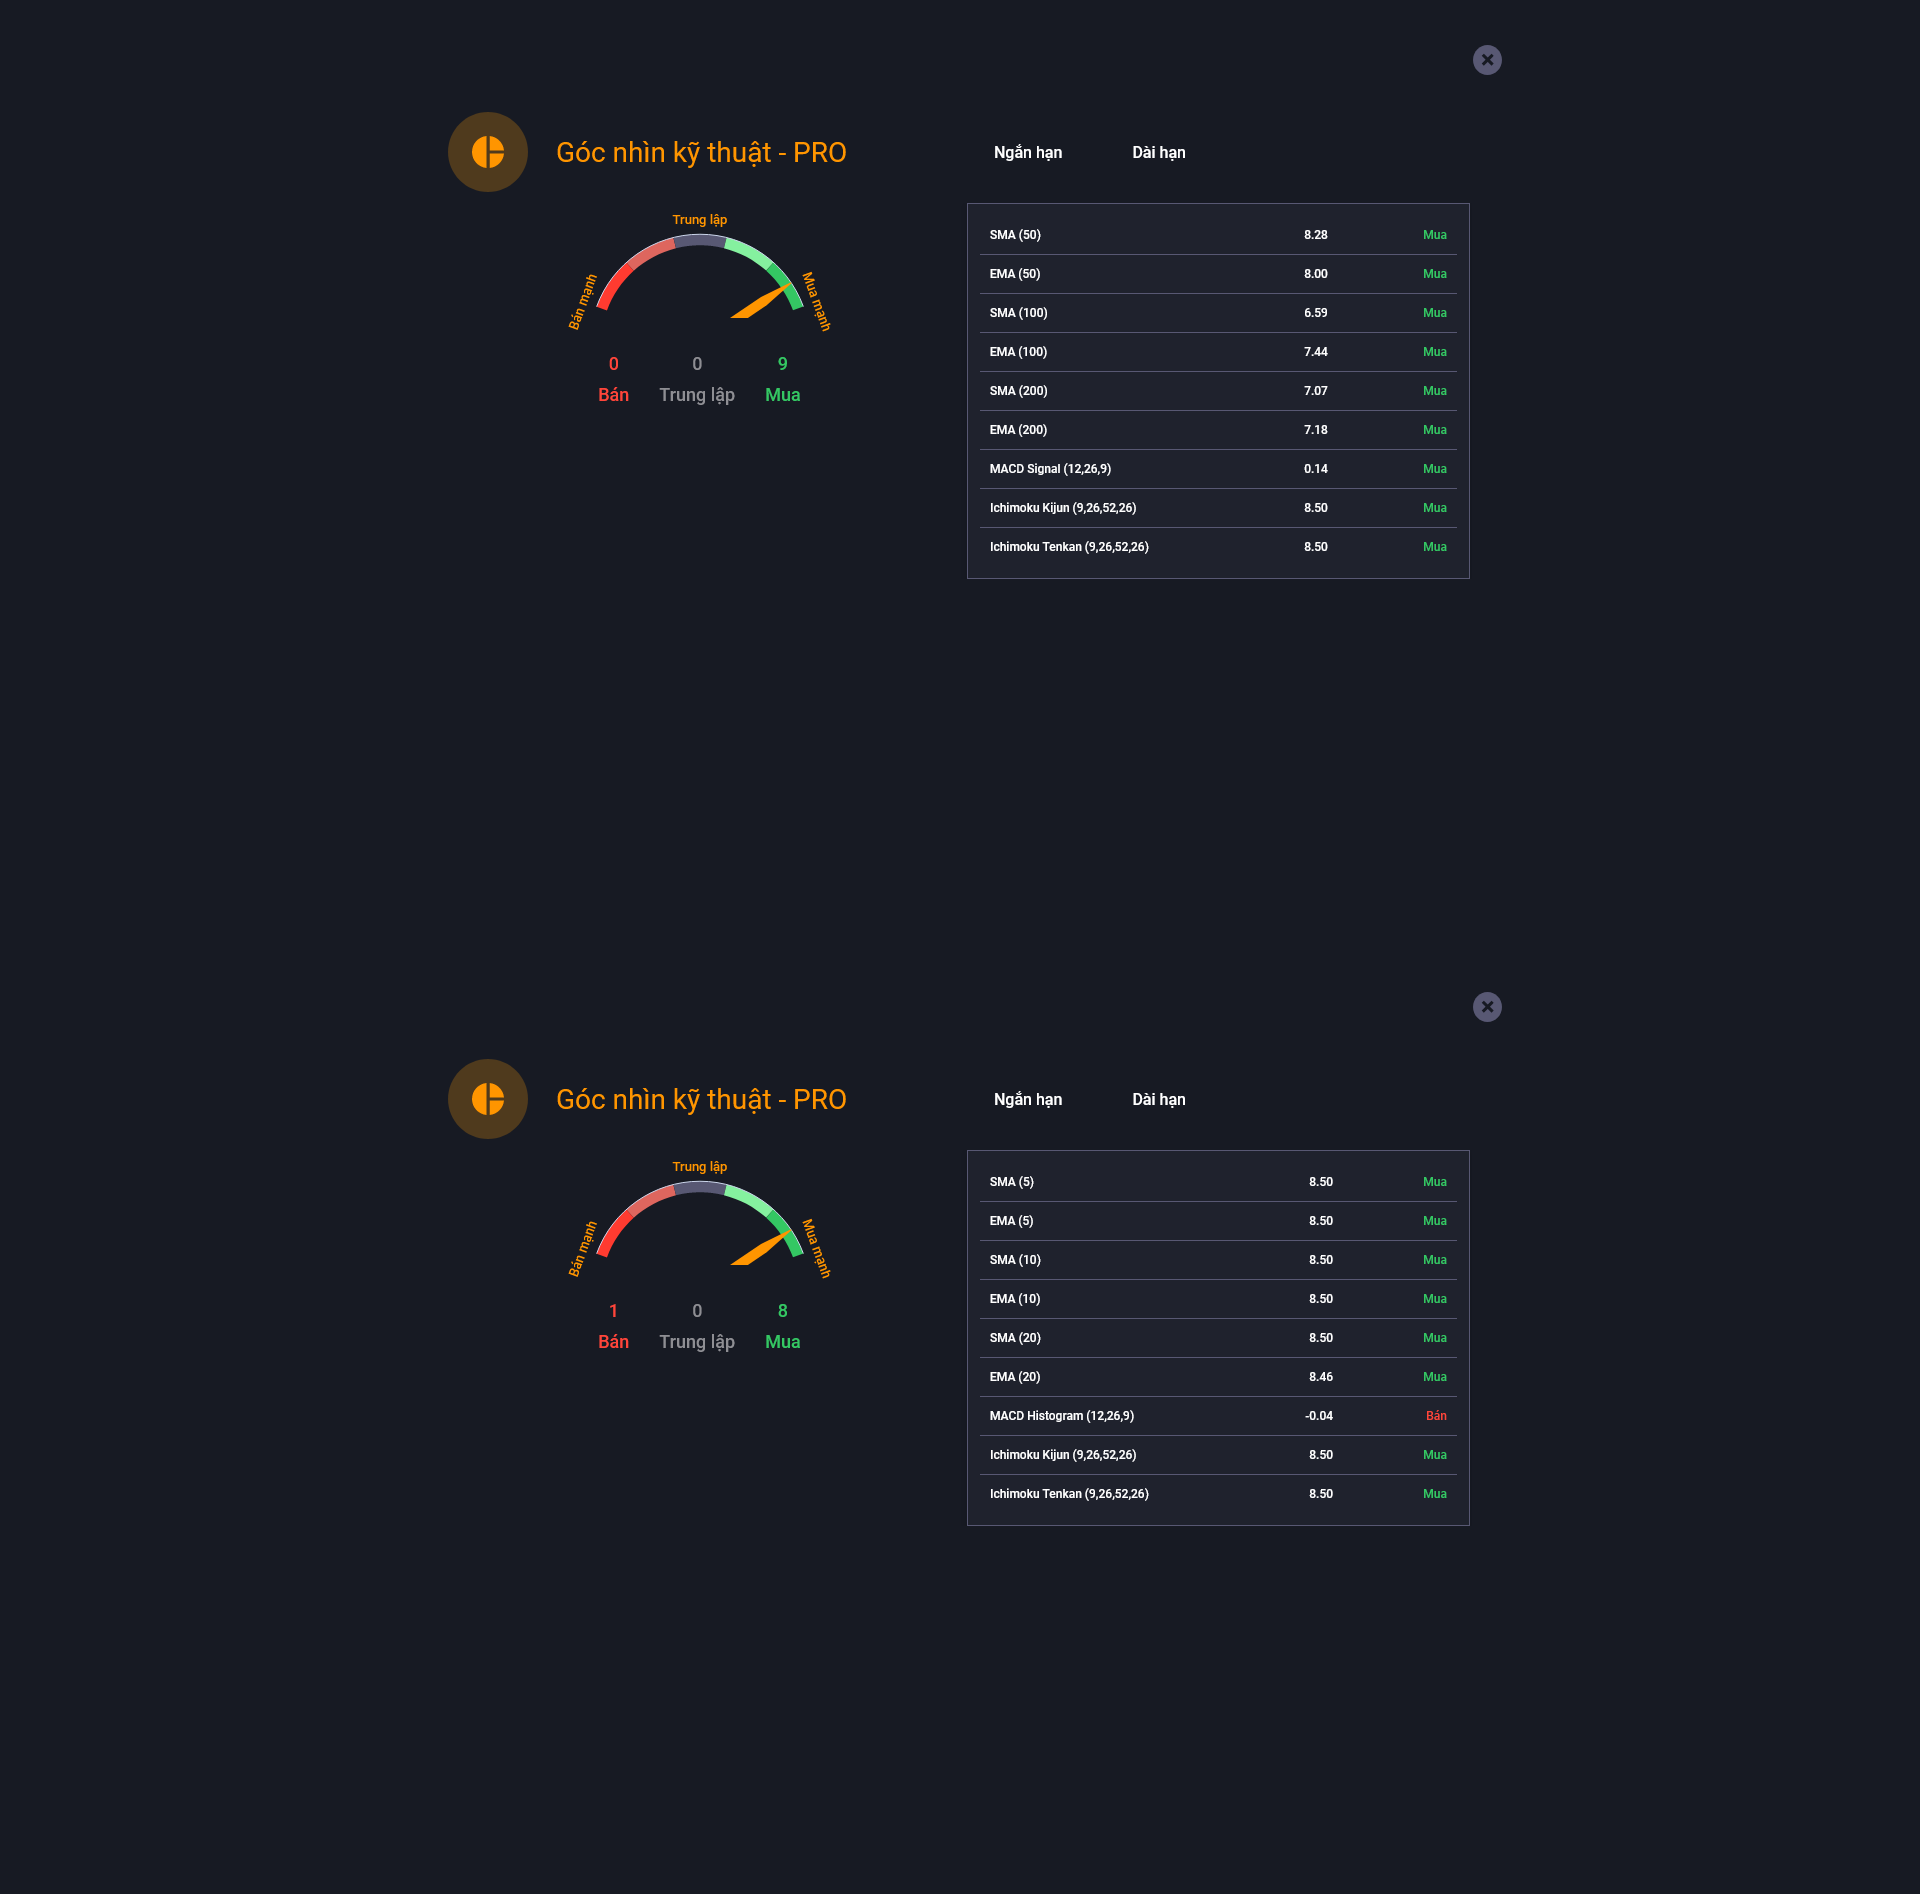 Góc nhìn kỹ thuật - PRO
Ngắn hạn
Dài hạn
Trung lập
Bán mạnh
Mua mạnh
0 0 9
Bán Trung lập Mua
SMA (50) 8.28 Mua
EMA (50) 8.00 Mua
SMA (100) 6.59 Mua
EMA (100) 7.44 Mua
SMA (200) 7.07 Mua
EMA (200) 7.18 Mua
MACD Signal (12,26,9) 0.14 Mua
Ichimoku Kijun (9,26,52,26) 8.50 Mua
Ichimoku Tenkan (9,26,52,26) 8.50 Mua
Góc nhìn kỹ thuật - PRO
Ngắn hạn
Dài hạn
Trung lập
Bán mạnh
Mua mạnh
1 0 8
Bán Trung lập Mua
SMA (5) 8.50 Mua
EMA (5) 8.50 Mua
SMA (10) 8.50 Mua
EMA (10) 8.50 Mua
SMA (20) 8.50 Mua
EMA (20) 8.46 Mua
MACD Histogram (12,26,9) -0.04 Bán
Ichimoku Kijun (9,26,52,26) 8.50 Mua
Ichimoku Tenkan (9,26,52,26) 8.50 Mua